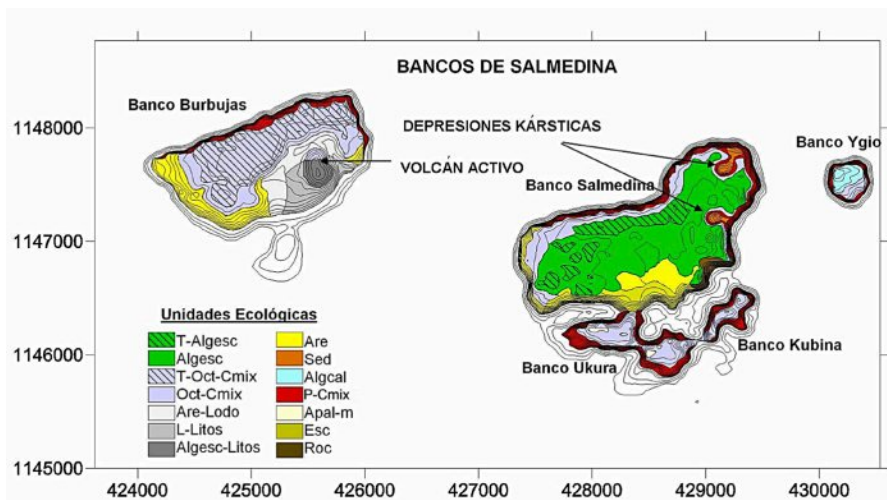 BANCOS DE SALMEDINA
Banco Burbujas
DEPRESIONES KÁRSTICAS
VOLCÁN ACTIVO
Banco Salmedina
Banco Ygio
Banco Ukura
Banco Kubina
Unidades Ecológicas
T-Algesc
Algesc
T-Oct-Cmix
Oct-Cmix
Are-Lodo
L-Litos
Algesc-Litos
Are
Sed
Algcal
P-Cmix
Apal-m
Esc
Roc
1148000
1147000
1146000
1145000
424000 425000 426000 427000 428000 429000 430000